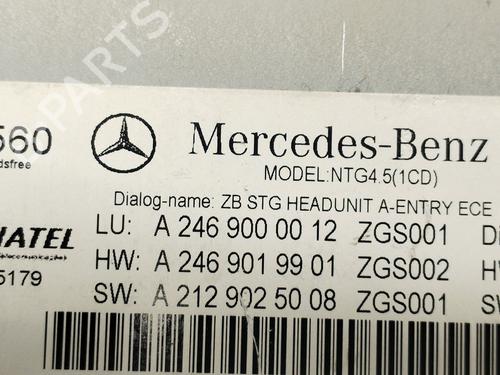 560
dsfree
Mercedes-Benz
MODEL:NTG4.5(1CD)
Dialog-name: ZB STG HEADUNIT A-ENTRY ECE
LU: A 246 900 00 12 ZGS001
HW: A 246 901 99 01 ZGS002
SW: A 212 902 50 08 ZGS001
NATEL
5179